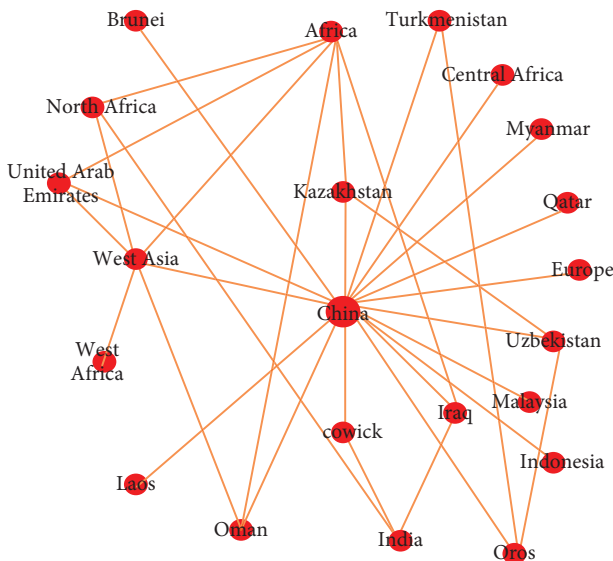 Brunei
Africa
Turkmenistan
Central Africa
North Africa
Myanmar
United Arab
Emirates
Kazakhstan
Qatar
West Asia
Europe
China
Uzbekistan
West
Africa
Malaysia
Iraq
cowick
Indonesia
Laos
Oman
India
Oros